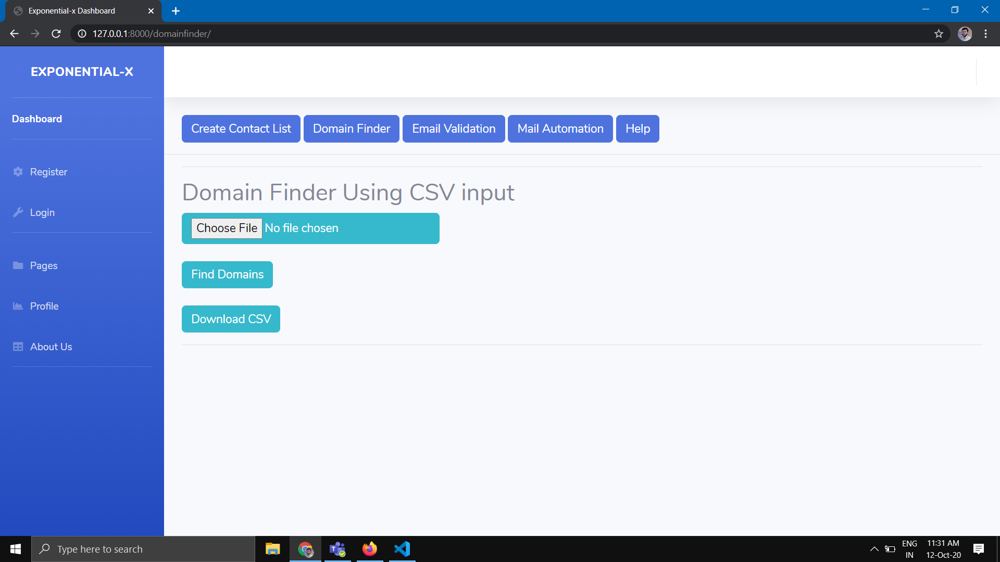 Exponential-x Dashboard
127.0.0.1:8000/domainfinder/
EXPONENTIAL-X
Dashboard
Register
Login
Pages
Profile
About Us
Create Contact List Domain Finder Email Validation Mail Automation Help
Domain Finder Using CSV input
Choose File No file chosen
Find Domains
Download CSV
Type here to search
ENG
IN
11:31 AM
12-Oct-20